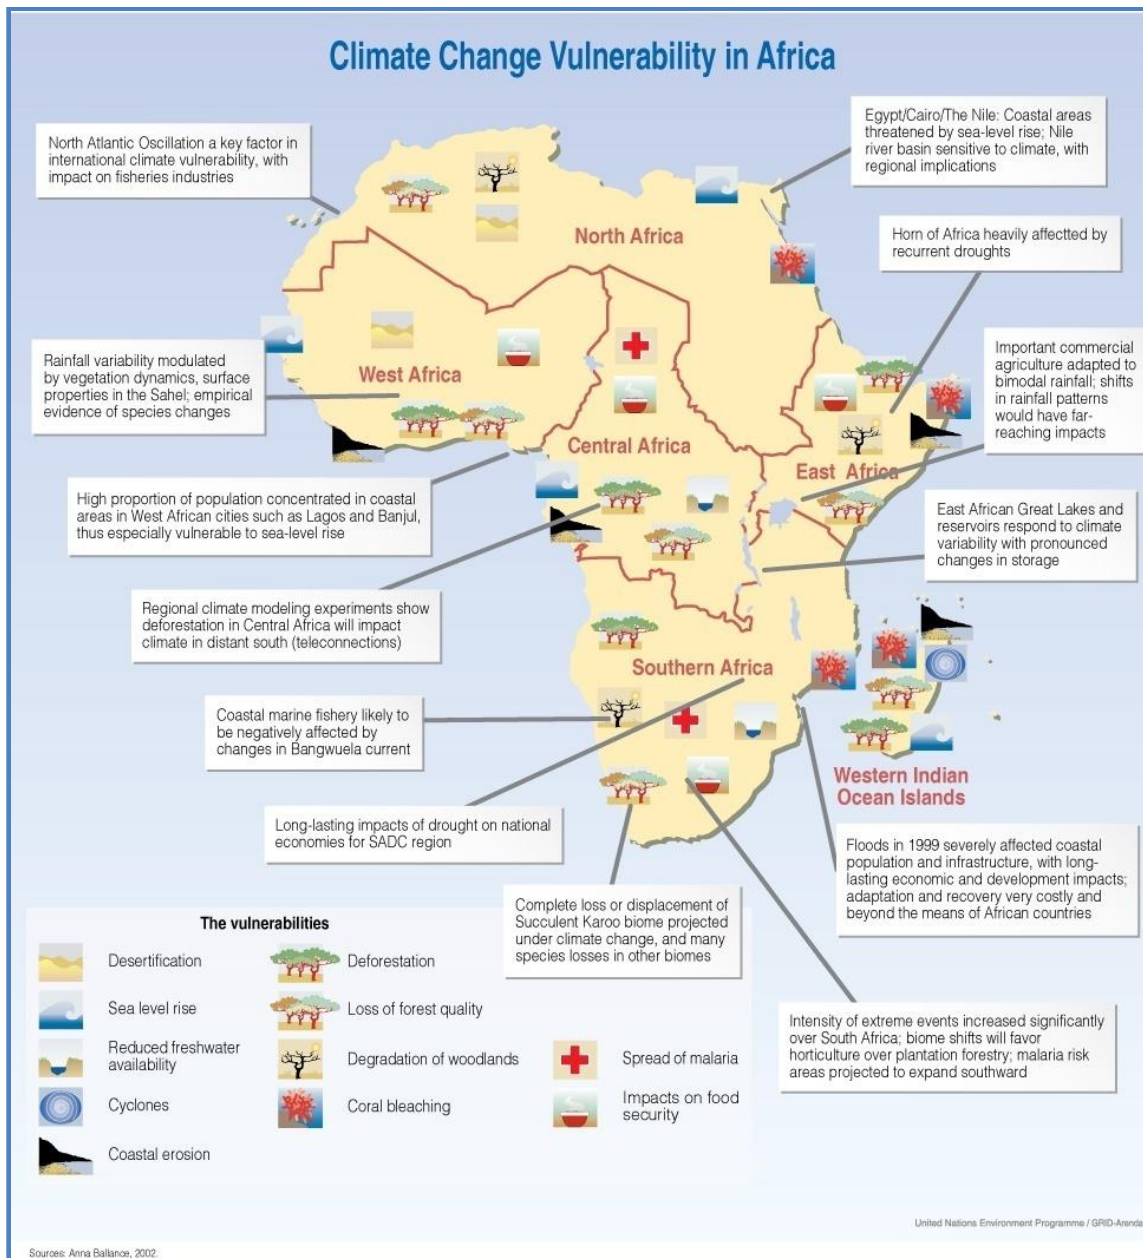 Climate Change Vulnerability in Africa
North Atlantic Oscillation a key factor in
international climate vulnerability, with
impact on fisheries industries
Egypt/Cairo/The Nile: Coastal areas
threatened by sea-level rise; Nile
river basin sensitive to climate, with
regional implications
North Africa
Horn of Africa heavily affectted by
recurrent droughts
Rainfall variability modulated
by vegetation dynamics, surface
properties in the Sahel; empirical
evidence of species changes
West Africa
Important commercial
agriculture adapted to
bimodal rainfall; shifts
in rainfall patterns
would have far-
reaching impacts
Central Africa
East Africa
High proportion of population concentrated in coastal
areas in West African cities such as Lagos and Banjul,
thus especially vulnerable to sea-level rise
East African Great Lakes and
reservoirs respond to climate
variability with pronounced
changes in storage
Regional climate modeling experiments show
deforestation in Central Africa will impact
climate in distant south (teleconnections)
Southern Africa
Coastal marine fishery likely to
be negatively affected by
changes in Bangwuela current
Western Indian
Ocean Islands
Long-lasting impacts of drought on national
economies for SADC region
Floods in 1999 severely affected coastal
population and infrastructure, with long-
lasting economic and development impacts;
adaptation and recovery very costly and
beyond the means of African countries
Complete loss or displacement of
Succulent Karoo biome projected
under climate change, and many
species losses in other biomes
Intensity of extreme events increased significantly
over South Africa; biome shifts will favor
horticulture over plantation forestry; malaria risk
areas projected to expand southward
The vulnerabilities
Desertification
Sea level rise
Reduced freshwater
availability
Cyclones
Coastal erosion
Deforestation
Loss of forest quality
Degradation of woodlands
Coral bleaching
Spread of malaria
Impacts on food
security
United Nations Environment Programme / GRID-Arenda
Sources: Anna Ballance, 2002.